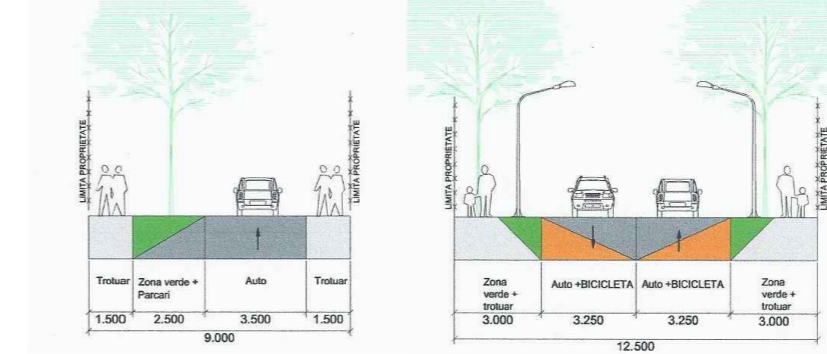 LIMITA PROPRIETATE
LIMITA PROPRIETATE
Trotuar
Zona verde +
Parcari
Auto
Trotuar
1.500
2.500
3.500
1.500
9.000
LIMITA PROPRIETATE
LIMITA PROPRIETATE
Zona
verde +
trotuar
Auto +BICICLETA
Auto +BICICLETA
Zona
verde +
trotuar
3.000
3.250
3.250
3.000
12.500